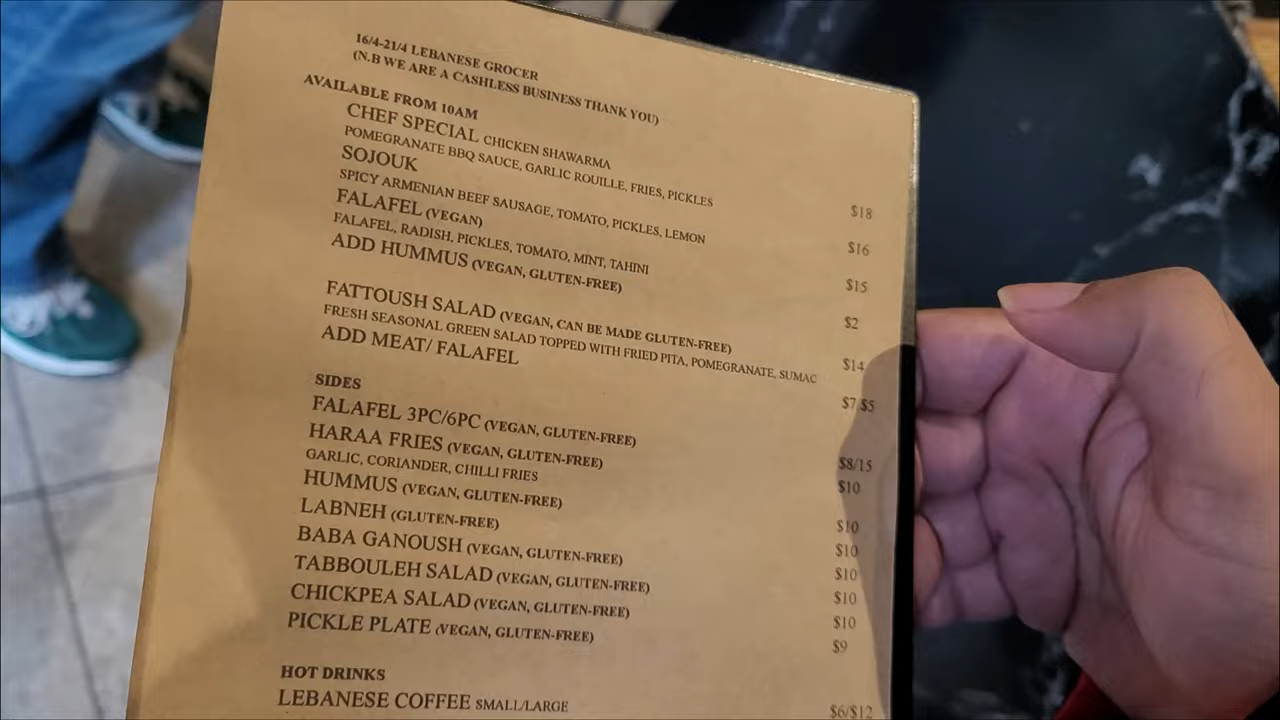 16/4-21/4 LEBANESE GROCER
(N.B WE ARE A CASHLESS BUSINESS THANK YOU)
AVAILABLE FROM 10AM
CHEF SPECIAL CHICKEN SHAWARMA
POMEGRANATE BBQ SAUCE, GARLIC ROUILLE, FRIES, PICKLES $18
SOJOUK
SPICY ARMENIAN BEEF SAUSAGE, TOMATO, PICKLES, LEMON $16
FALAFEL (VEGAN)
FALAFEL, RADISH, PICKLES, TOMATO, MINT, TAHINI $15
ADD HUMMUS (VEGAN, GLUTEN-FREE) $2
FATTOUSH SALAD (VEGAN, CAN BE MADE GLUTEN-FREE)
FRESH SEASONAL GREEN SALAD TOPPED WITH FRIED PITA, POMEGRANATE, SUMAC $14
ADD MEAT/ FALAFEL $7 $5
SIDES
FALAFEL 3PC/6PC (VEGAN, GLUTEN-FREE) $8/15
HARAA FRIES (VEGAN, GLUTEN-FREE) $10
GARLIC, CORIANDER, CHILLI FRIES
HUMMUS (VEGAN, GLUTEN-FREE) $10
LABNEH (GLUTEN-FREE) $10
BABA GANOUSH (VEGAN, GLUTEN-FREE) $10
TABBOULEH SALAD (VEGAN, GLUTEN-FREE) $10
CHICKPEA SALAD (VEGAN, GLUTEN-FREE) $10
PICKLE PLATE (VEGAN, GLUTEN-FREE) $9
HOT DRINKS
LEBANESE COFFEE SMALL/LARGE $6/$12